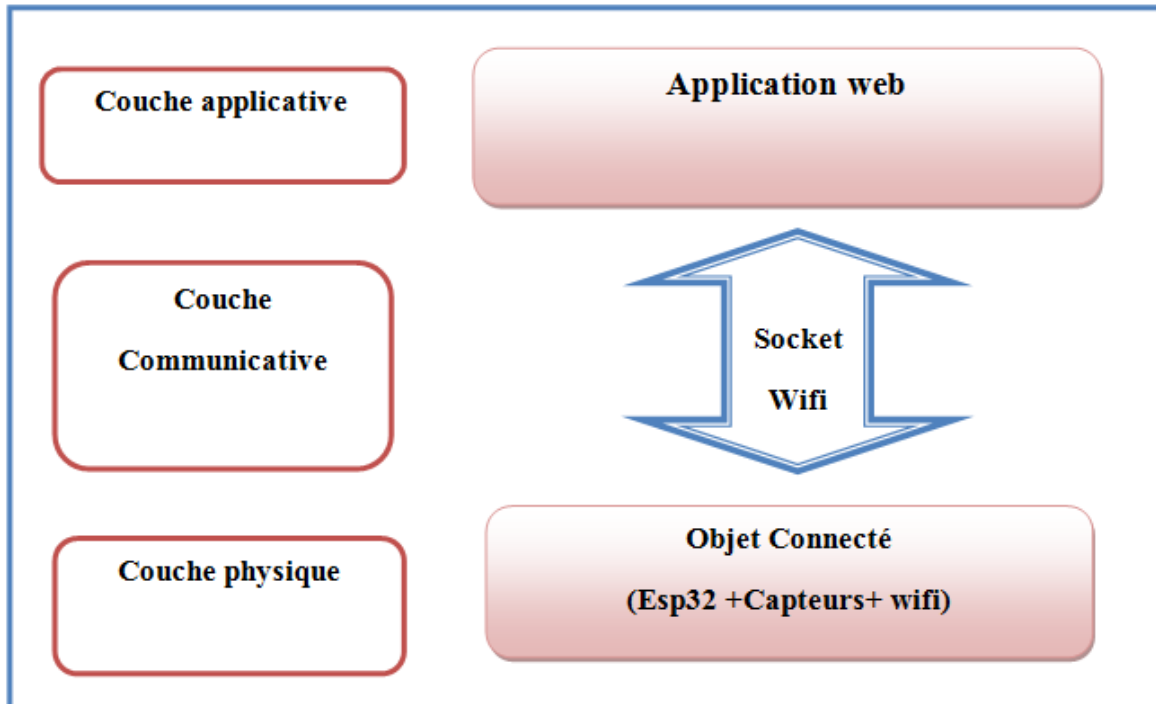 Couche applicative
Application web
Couche
Communicative
Socket
Wifi
Couche physique
Objet Connecté
(Esp32 +Capteurs+ wifi)